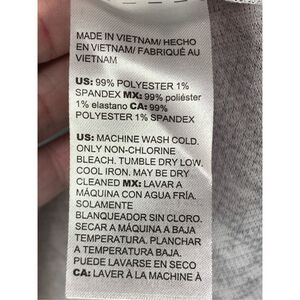 MADE IN VIETNAM/ HECHO
EN VIETNAM/ FABRIQUÉ AU
VIETNAM
US: 99% POLYESTER 1%
SPANDEX MX: 99% poliéster
1% elastano CA: 99%
POLYESTER 1% SPANDEX
US: MACHINE WASH COLD.
ONLY NON-CHLORINE
BLEACH. TUMBLE DRY LOW.
COOL IRON. MAY BE DRY
CLEANED MX: LAVAR A
MÁQUINA CON AGUA FRÍA.
SOLAMENTE
BLANQUEADOR SIN CLORO.
SECAR A MÁQUINA A BAJA
TEMPERATURA. PLANCHAR
A TEMPERATURA BAJA.
PUEDE LAVARSE EN SECO
CA: LAVER À LA MACHINE À